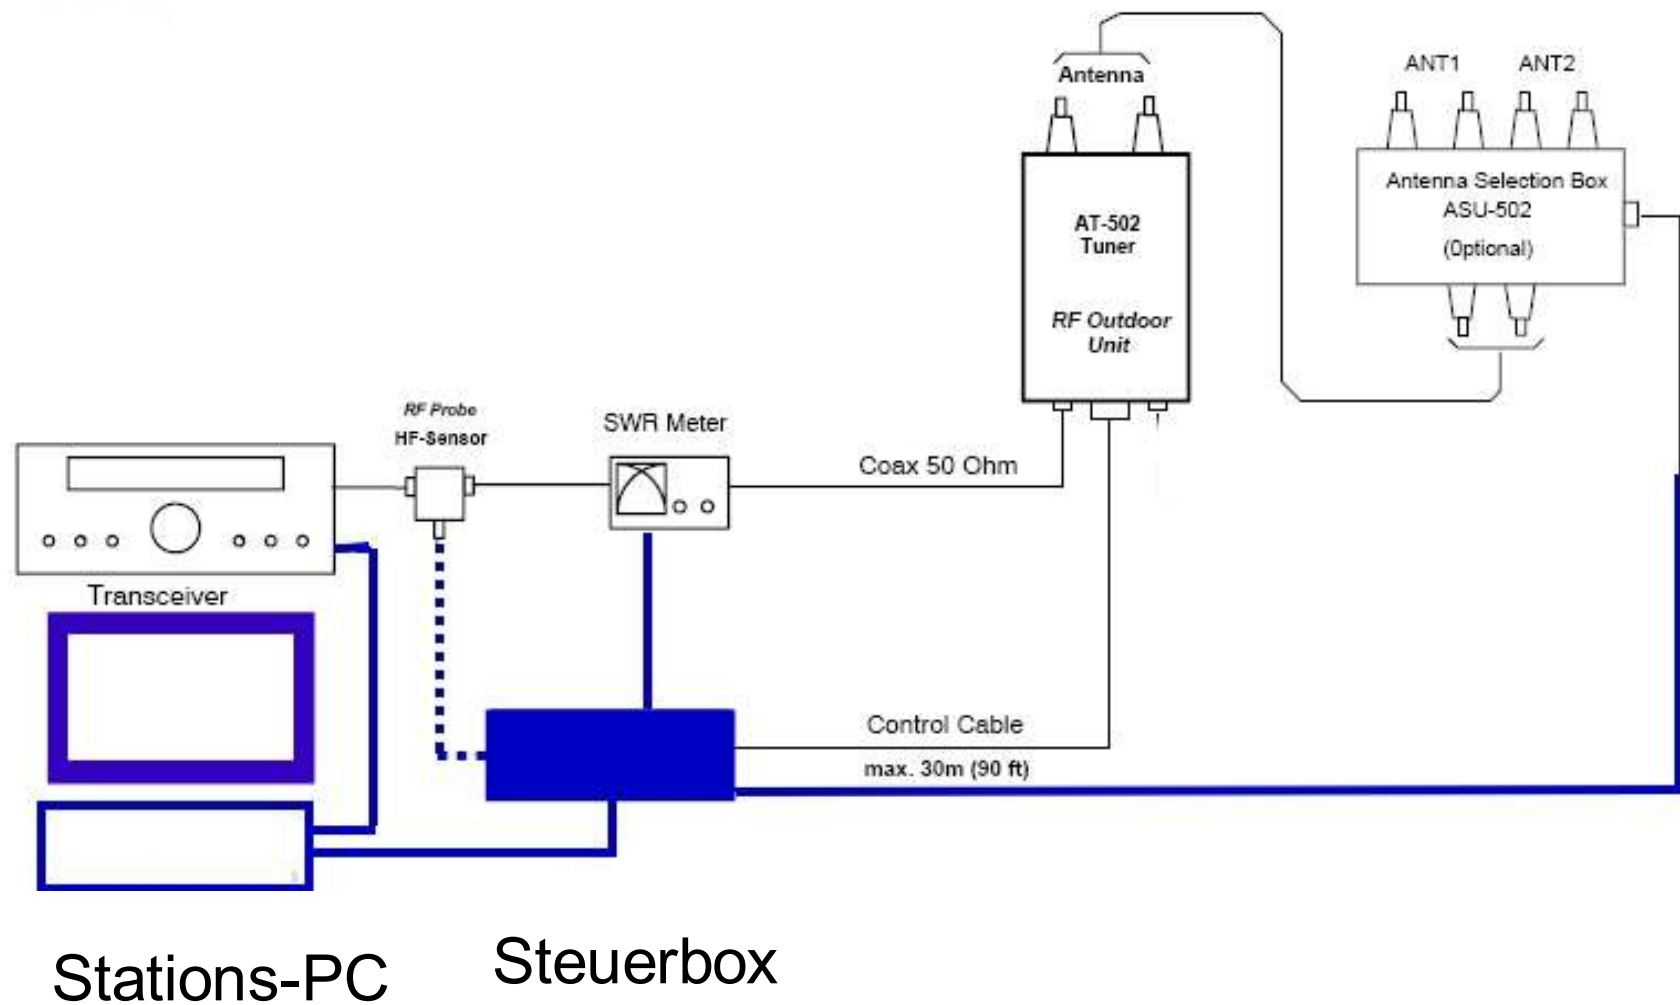 Antenna
ANT1 ANT2
Antenna Selection Box
ASU-502
(Optional)
AT-502
Tuner
RF Outdoor
Unit
RF Probe
HF-Sensor
SWR Meter
Coax 50 Ohm
Transceiver
Control Cable
max. 30m (90 ft)
Stations-PC
Steuerbox